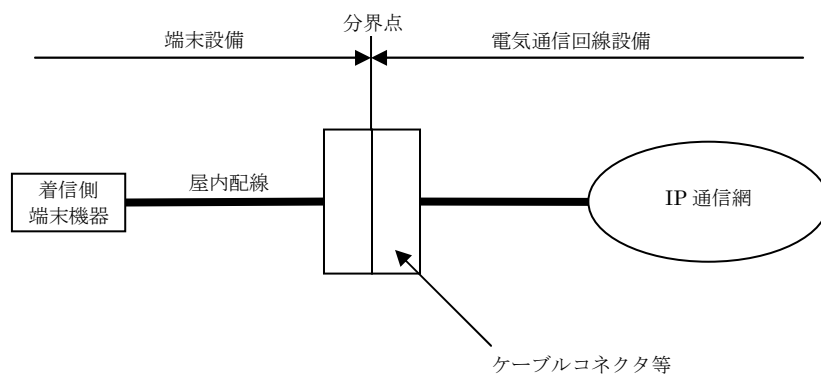 分界点
端末設備
電気通信回線設備
着信側
端末機器
屋内配線
IP 通信網
ケーブルコネクタ等